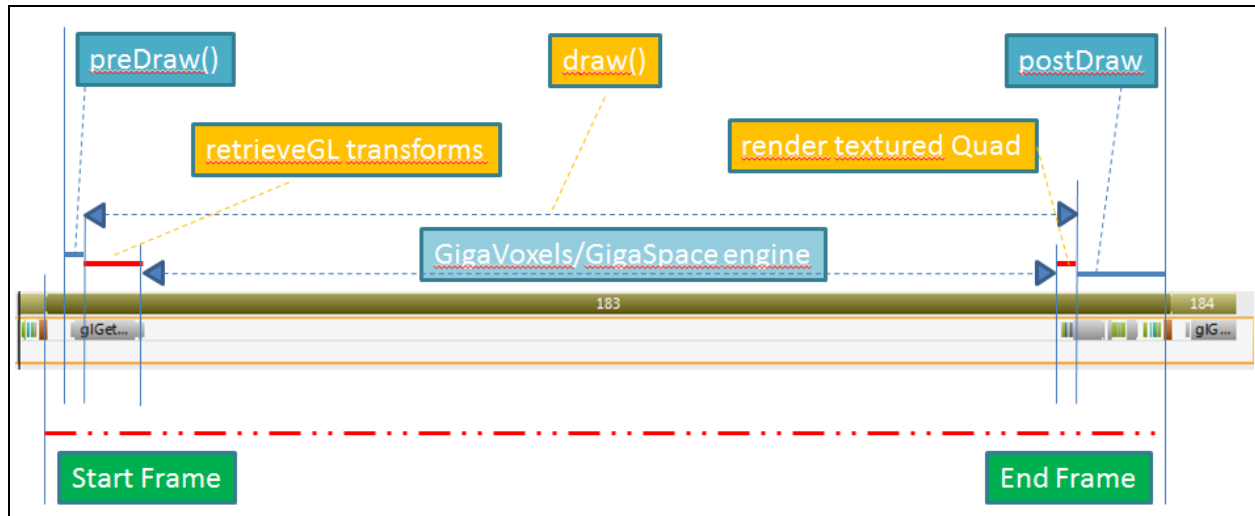 preDraw()
draw()
postDraw
retrieveGL transforms
render textured Quad
GigaVoxels/GigaSpace engine
183
184
glGet...
glG...
Start Frame
End Frame